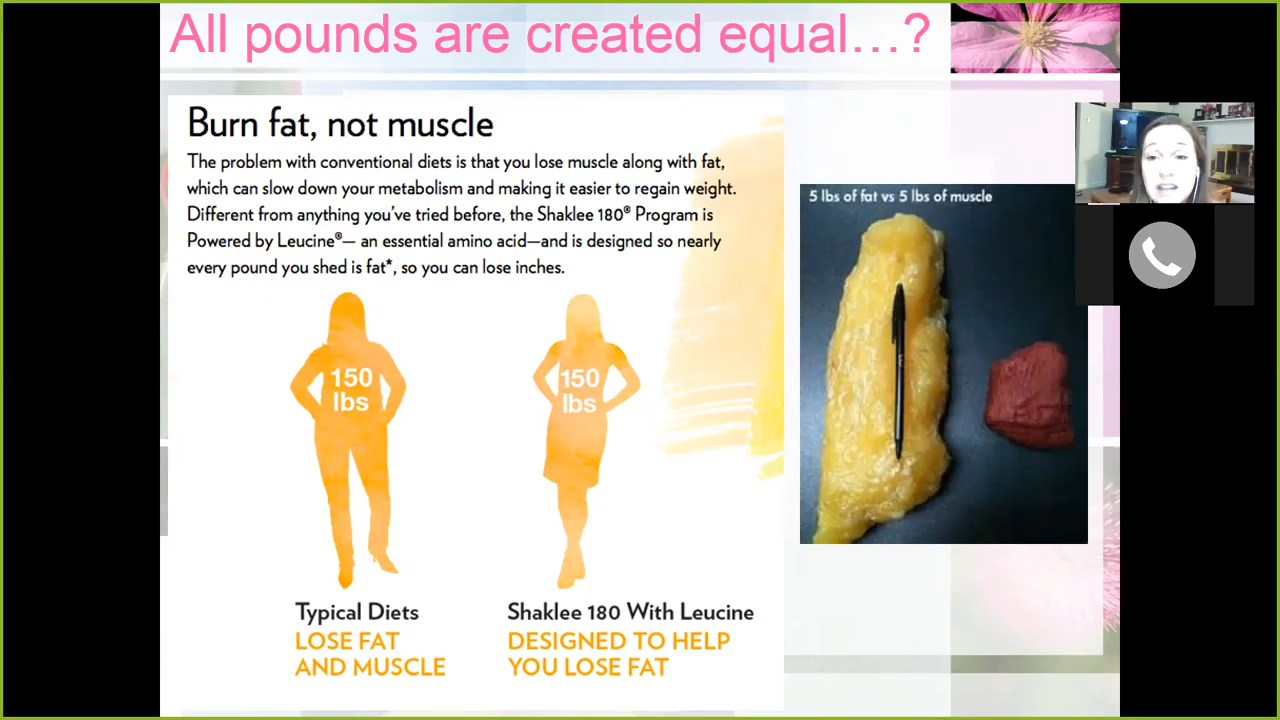 All pounds are created equal...?
Burn fat, not muscle
The problem with conventional diets is that you lose muscle along with fat,
which can slow down your metabolism and making it easier to regain weight.
Different from anything you've tried before, the Shaklee 180® Program is
Powered by Leucine®— an essential amino acid—and is designed so nearly
every pound you shed is fat*, so you can lose inches.
150
lbs
150
lbs
Typical Diets
LOSE FAT
AND MUSCLE
Shaklee 180 With Leucine
DESIGNED TO HELP
YOU LOSE FAT
5 lbs of fat vs 5 lbs of muscle